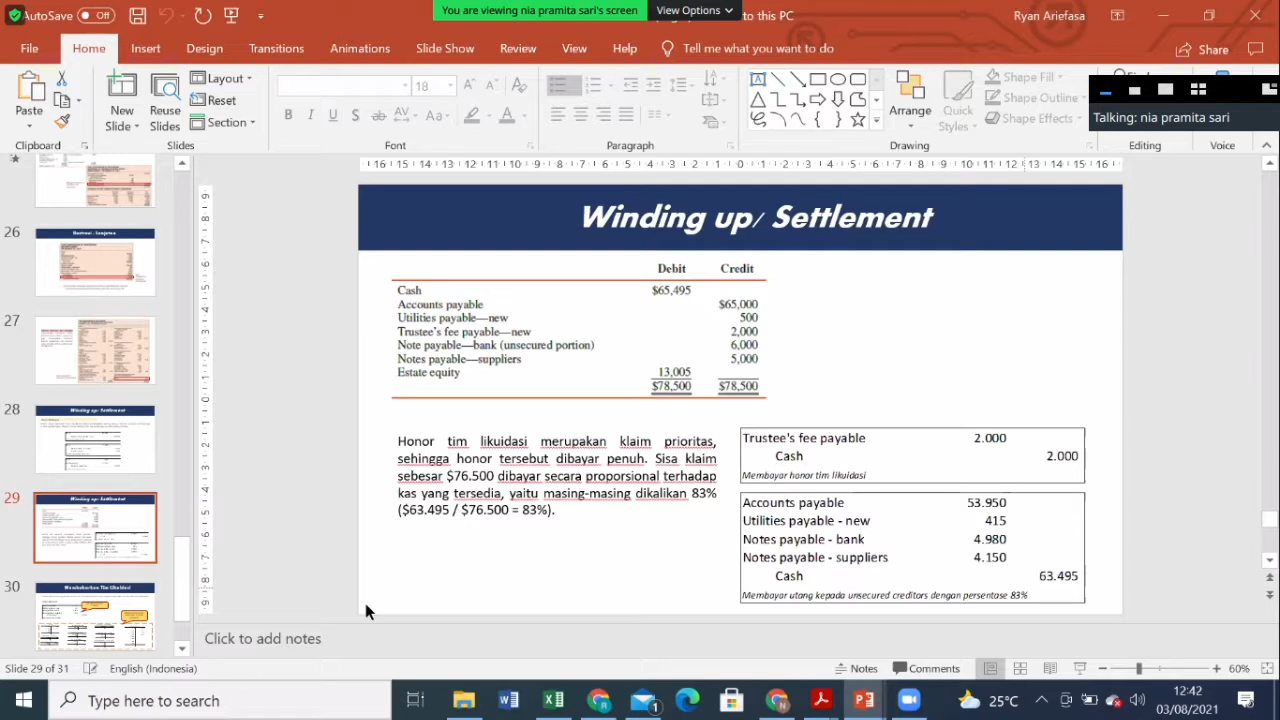 AutoSave Off
You are viewing nia pramita sari's screen
View Options
to this PC
Ryan Ariefasa
File Home Insert Design Transitions Animations Slide Show Review View Help Tell me what you want to do
Share
Paste
New
Slide
Reuse
Slides
Layout
Reset
Section
18
Arrange
Quick
Styles
Shape Fill
Shape Outline
Shape Effects
Talking: nia pramita sari
Clipboard Slides Font Paragraph Drawing Editing Voice
26
27
28
Winding up/ Settlement
29
Winding up/ Settlement
30
Winding up/ Settlement
Debit Credit
Cash $65,495
Accounts payable $65,000
Utilities payable—new 500
Trustee's fee payable—new 2,000
Note payable—bank (unsecured portion) 6,000
Notes payable—suppliers 5,000
Estate equity 13,005
$78,500 $78,500
Honor tim likuidasi merupakan klaim prioritas,
sehingga honor tersebut dibayar penuh. Sisa klaim
sebesar $76.500 dibayar secara proporsional terhadap
kas yg tersedia, yaitu masing-masing dikalikan 83%
($63.495 / $76.500 = 83%).
Trustee's fee payable 2.000
Cash 2.000
Membayar honor tim likuidasi
Accounts payable 53.950
Utilities payable - new 415
Notes payable - bank 4.980
Notes payable - suppliers 4.150
Cash 63.495
Membayar utang kepada unsecured creditors dengan persentase 83%
Click to add notes
Slide 29 of 31 English (Indonesia) Notes Comments 60%
Type here to search
25°C
12:42
03/08/2021